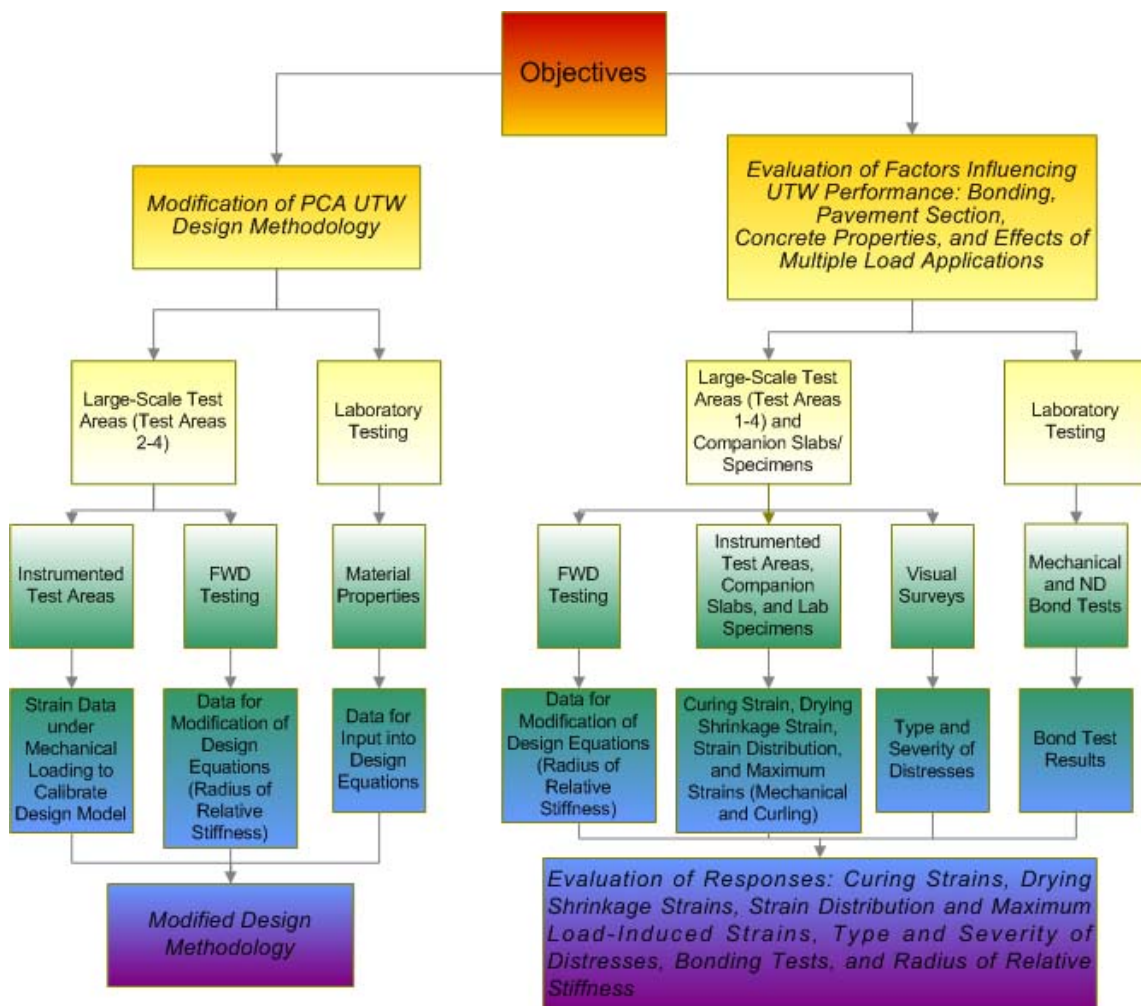 Objectives
Modification of PCA UTW
Design Methodology
Evaluation of Factors Influencing
UTW Performance: Bonding,
Pavement Section,
Concrete Properties, and Effects of
Multiple Load Applications
Large-Scale Test
Areas (Test Areas
2-4)
Laboratory
Testing
Large-Scale Test
Areas (Test Areas
1-4) and
Companion Slabs/
Specimens
Laboratory
Testing
Instrumented
Test Areas
FWD
Testing
Material
Properties
FWD
Testing
Instrumented
Test Areas,
Companion
Slabs, and Lab
Specimens
Visual
Surveys
Mechanical
and ND
Bond Tests
Strain Data
under
Mechanical
Loading to
Calibrate
Design Model
Data for
Modification of
Design
Equations
(Radius of
Relative
Stiffness)
Data for
Input into
Design
Equations
Data for
Modification of
Design Equations
(Radius of
Relative
Stiffness)
Curing Strain, Drying
Shrinkage Strain,
Strain Distribution,
and Maximum
Strains (Mechanical
and Curling)
Type and
Severity of
Distresses
Bond Test
Results
Modified Design
Methodology
Evaluation of Responses: Curing Strains, Drying
Shrinkage Strains, Strain Distribution and Maximum
Load-Induced Strains, Type and Severity of
Distresses, Bonding Tests, and Radius of Relative
Stiffness